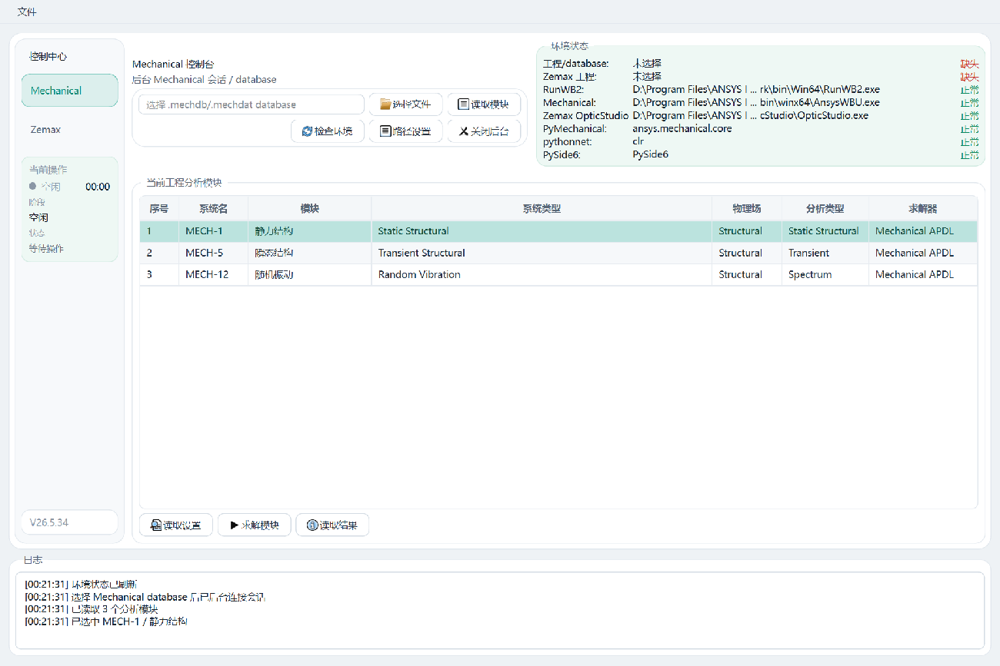 文件
控制中心
Mechanical
Zemax
当前操作
空闲 00:00
阶段
空闲
状态
等待操作
V26.5.34
Mechanical 控制台
后台 Mechanical 会话 / database
选择 .mechdb/.mechdat database
选择文件
读取模块
检查环境
路径设置
关闭后台
环境状态
工程/database: 未选择 缺失
Zemax 工程: 未选择 缺失
RunWB2: D:\Program Files\ANSYS I ... rk\bin\Win64\RunWB2.exe 正常
Mechanical: D:\Program Files\ANSYS I ... bin\winx64\AnsysWBU.exe 正常
Zemax OpticStudio D:\Program Files\ANSYS I ... cStudio\OpticStudio.exe 正常
PyMechanical: ansys.mechanical.core 正常
pythonnet: clr 正常
PySide6: PySide6 正常
当前工程分析模块
序号 系统名 模块 系统类型 物理场 分析类型 求解器
1 MECH-1 静力结构 Static Structural Structural Static Structural Mechanical APDL
2 MECH-5 瞬态结构 Transient Structural Structural Transient Mechanical APDL
3 MECH-12 随机振动 Random Vibration Structural Spectrum Mechanical APDL
读取设置
求解模块
读取结果
日志
[00:21:31] 环境状态已刷新
[00:21:31] 选择 Mechanical database 后已后台连接会话
[00:21:31] 已读取 3 个分析模块
[00:21:31] 已选中 MECH-1 / 静力结构